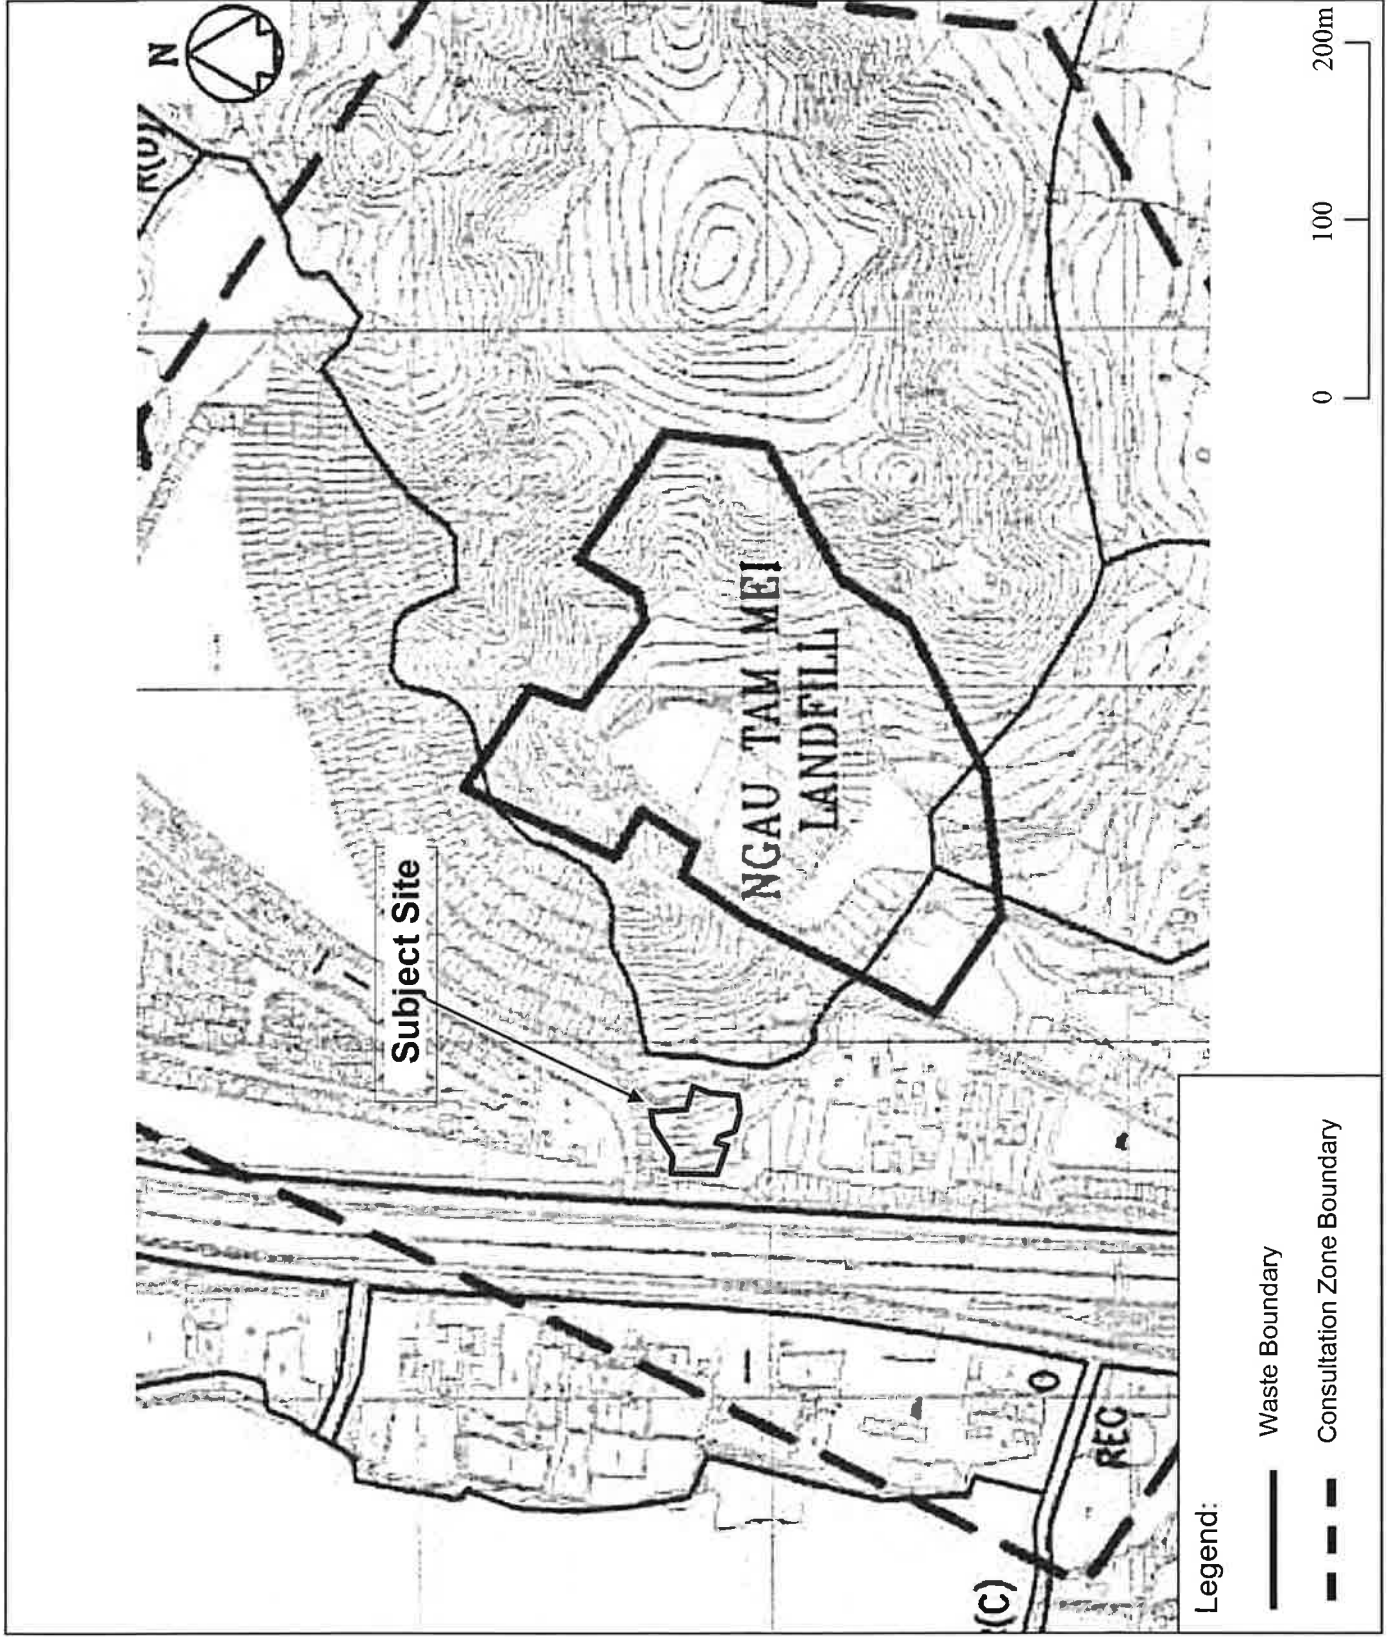 N
R(D)
Subject Site
NGAU TAM MEI
LANDFILL
(C)
REC
O
Legend:
Waste Boundary
Consultation Zone Boundary
0 100 200m